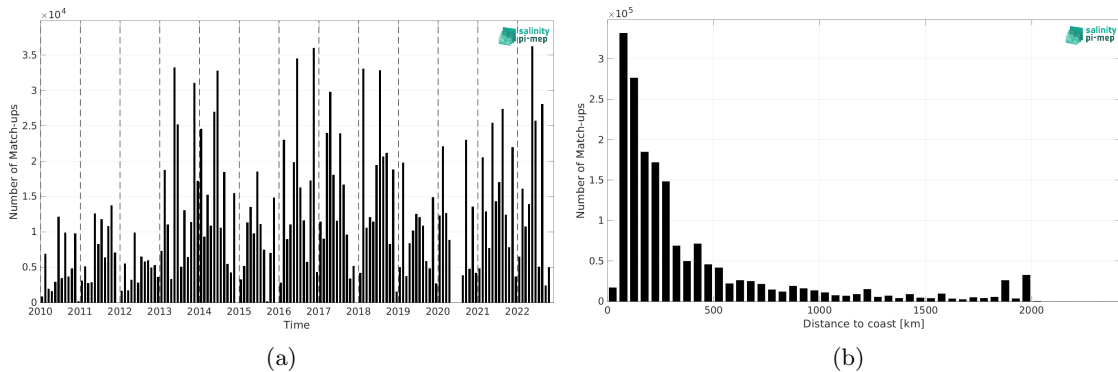 ×10⁴
salinity
pi-mep
3.5
3
2.5
2
1.5
1
0.5
0
Number of Match-ups
2010 2011 2012 2013 2014 2015 2016 2017 2018 2019 2020 2021 2022
Time
(a)
×10⁵
salinity
pi-mep
3
2.5
2
1.5
1
0.5
0
Number of Match-ups
0 500 1000 1500 2000
Distance to coast [km]
(b)